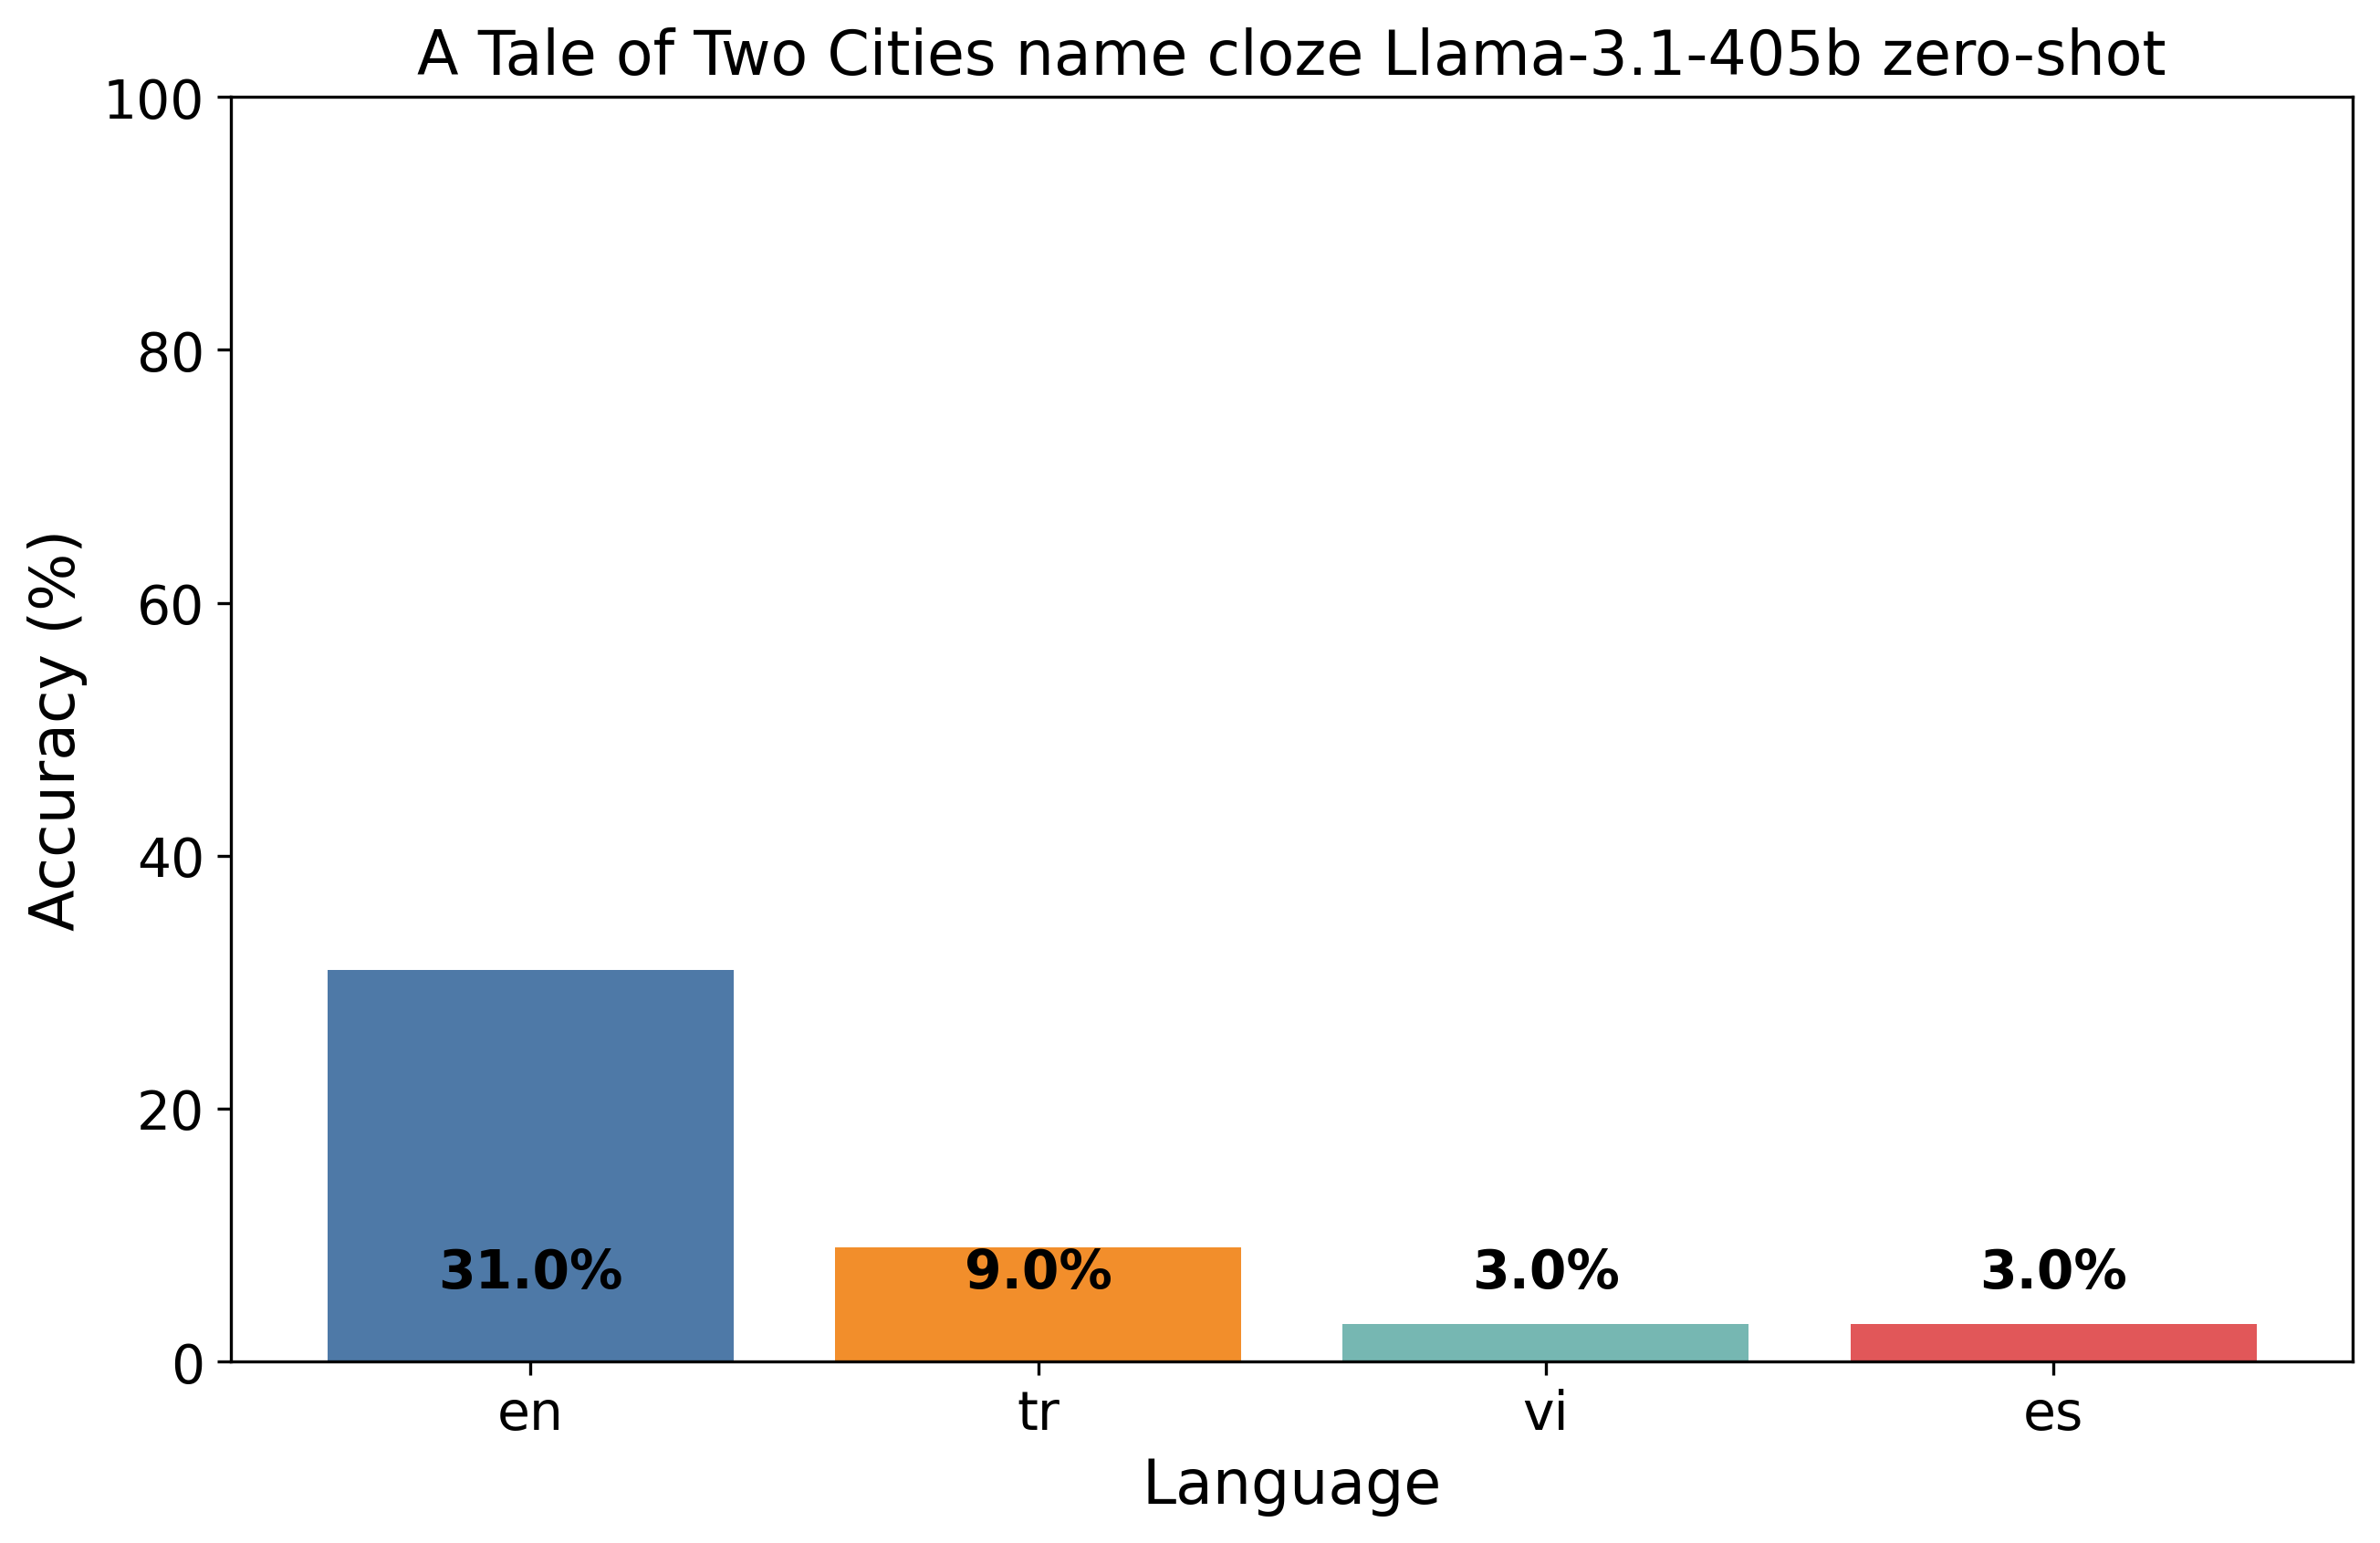 A Tale of Two Cities name cloze Llama-3.1-405b zero-shot
Accuracy (%)
100
80
60
40
20
0
31.0%
9.0%
3.0%
3.0%
en
tr
vi
es
Language